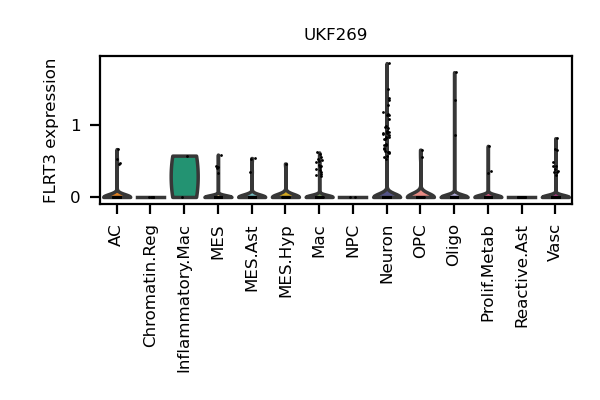 UKF269
FLRT3 expression
1
0
AC
Chromatin.Reg
Inflammatory.Mac
MES
MES.Ast
MES.Hyp
Mac
NPC
Neuron
OPC
Oligo
Prolif.Metab
Reactive.Ast
Vasc